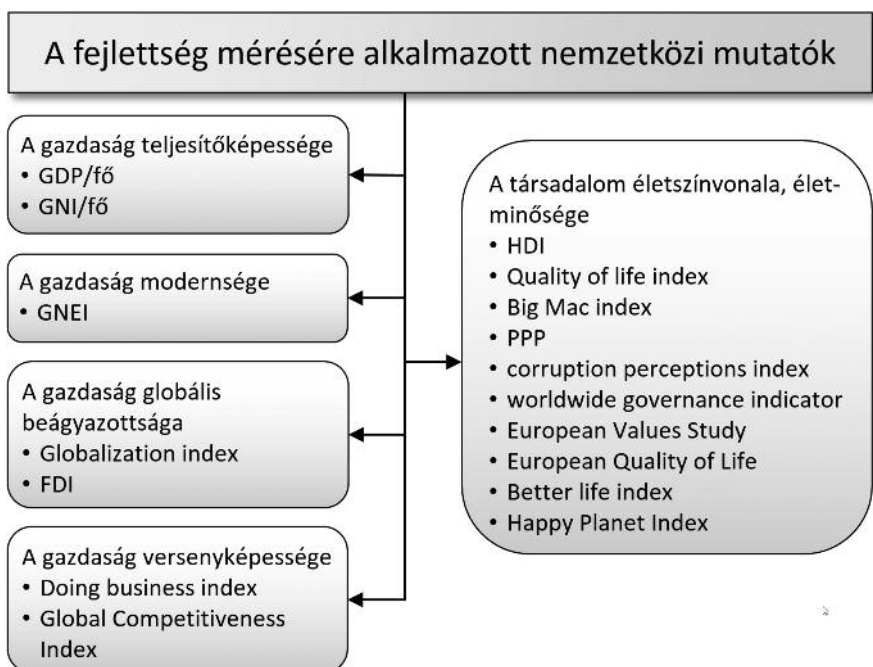 A fejlettség mérésére alkalmazott nemzetközi mutatók
A gazdaság teljesítőképessége
• GDP/fő
• GNI/fő
A gazdaság modernsége
• GNEI
A gazdaság globális
beágyazottsága
• Globalization index
• FDI
A gazdaság versenyképessége
• Doing business index
• Global Competitiveness
Index
A társadalom életszínvonala, élet-
minősége
• HDI
• Quality of life index
• Big Mac index
• PPP
• corruption perceptions index
• worldwide governance indicator
• European Values Study
• European Quality of Life
• Better life index
• Happy Planet Index